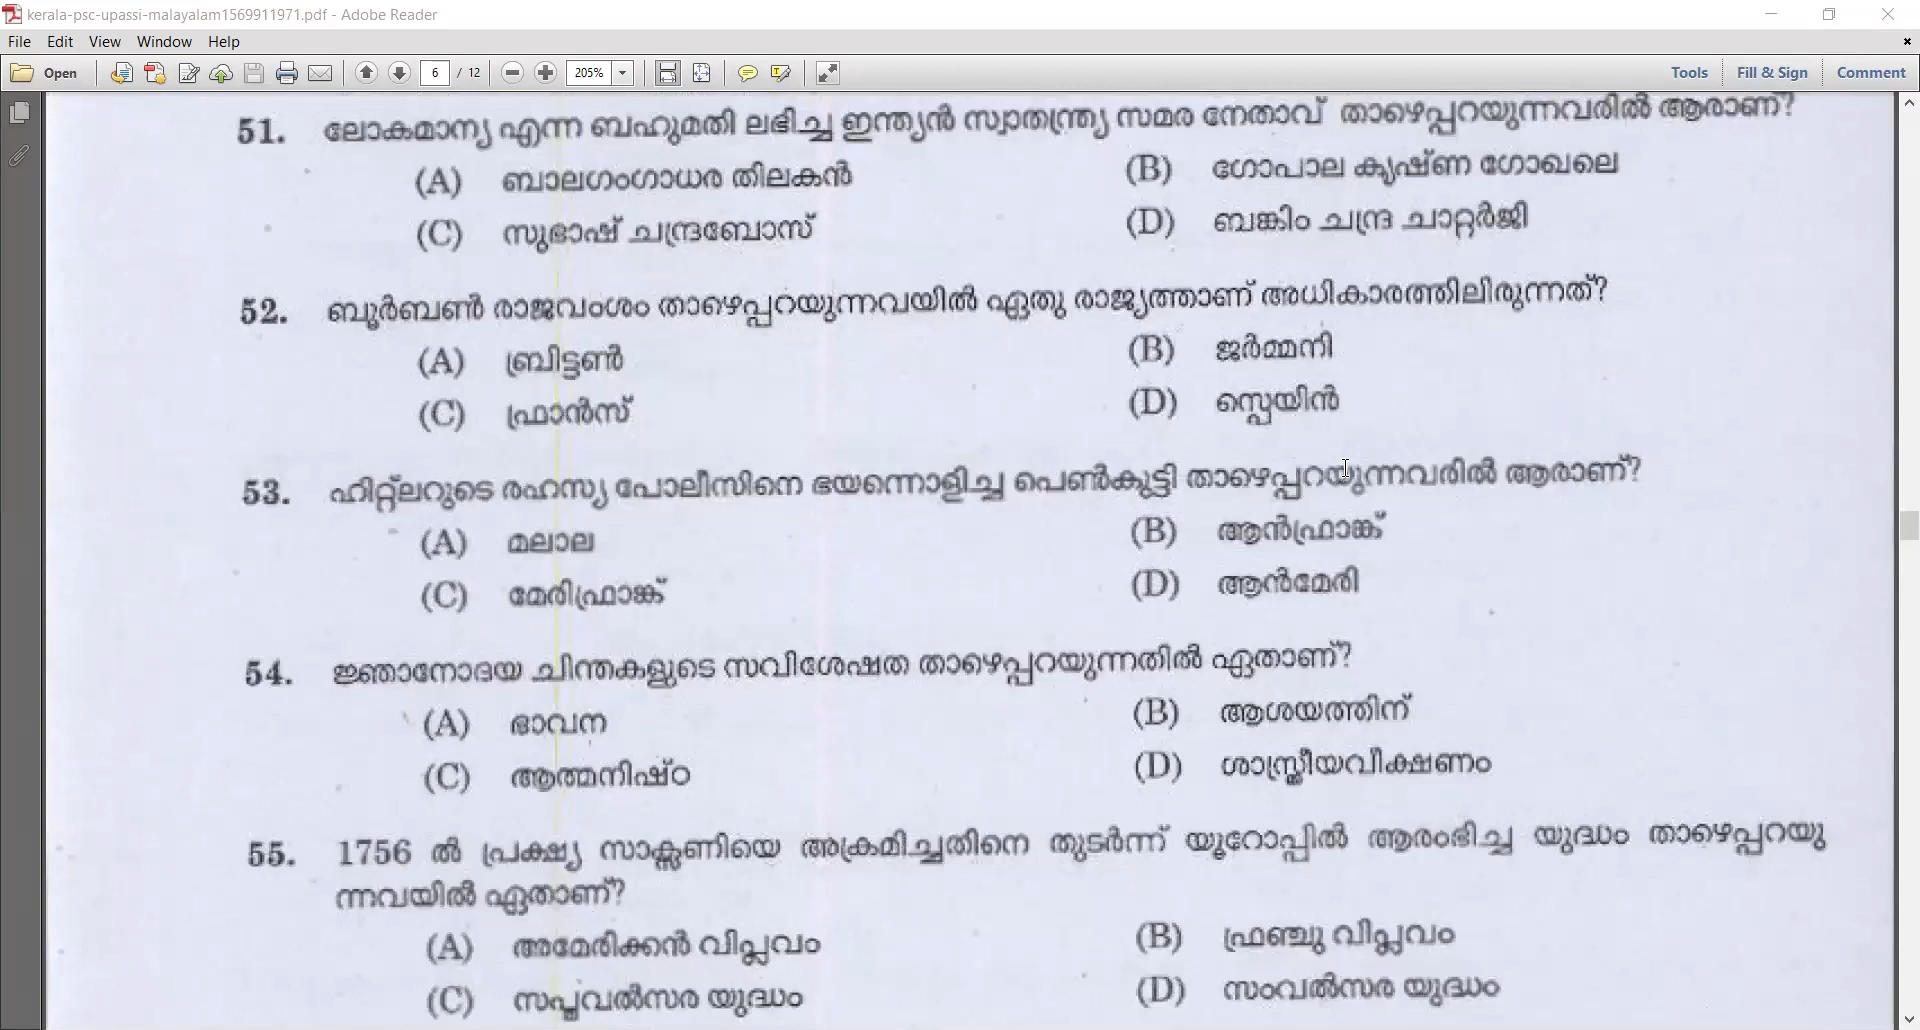 kerala-psc-upassi-malayalam1569911971.pdf - Adobe Reader
File Edit View Window Help
Open 6 / 12 205% Tools Fill & Sign Comment
51. ലോകമാന്യ എന്ന ബഹുമതി ലഭിച്ച ഇന്ത്യൻ സ്വാതന്ത്ര്യ സമര നേതാവ് താഴെപ്പറയുന്നവരിൽ ആരാണ്?
(A) ബാലഗംഗാധര തിലകൻ (B) ഗോപാല കൃഷ്ണ ഗോഖലെ
(C) സുഭാഷ് ചന്ദ്രബോസ് (D) ബങ്കിം ചന്ദ്ര ചാറ്റർജി
52. ബൂർബൺ രാജവംശം താഴെപ്പറയുന്നവയിൽ ഏതു രാജ്യത്താണ് അധികാരത്തിലിരുന്നത്?
(A) ബ്രിട്ടൺ (B) ജർമ്മനി
(C) ഫ്രാൻസ് (D) സ്പെയിൻ
53. ഹിറ്റ്ലറുടെ രഹസ്യ പോലീസിനെ ഭയന്നൊളിച്ച പെൺകുട്ടി താഴെപ്പറയുന്നവരിൽ ആരാണ്?
(A) മലാല (B) ആൻഫ്രാങ്ക്
(C) മേരിഫ്രാങ്ക് (D) ആൻമേരി
54. ജ്ഞാനോദയ ചിന്തകളുടെ സവിശേഷത താഴെപ്പറയുന്നതിൽ ഏതാണ്?
(A) ഭാവന (B) ആശയത്തിന്
(C) ആത്മനിഷ്ഠ (D) ശാസ്ത്രീയവീക്ഷണം
55. 1756 ൽ പ്രക്ഷ്യ സാക്സണിയെ അക്രമിച്ചതിനെ തുടർന്ന് യൂറോപ്പിൽ ആരംഭിച്ച യുദ്ധം താഴെപ്പറയു
ന്നവയിൽ ഏതാണ്?
(A) അമേരിക്കൻ വിപ്ലവം (B) ഫ്രഞ്ചു വിപ്ലവം
(C) സപ്തവൽസര യുദ്ധം (D) സംവൽസര യുദ്ധം